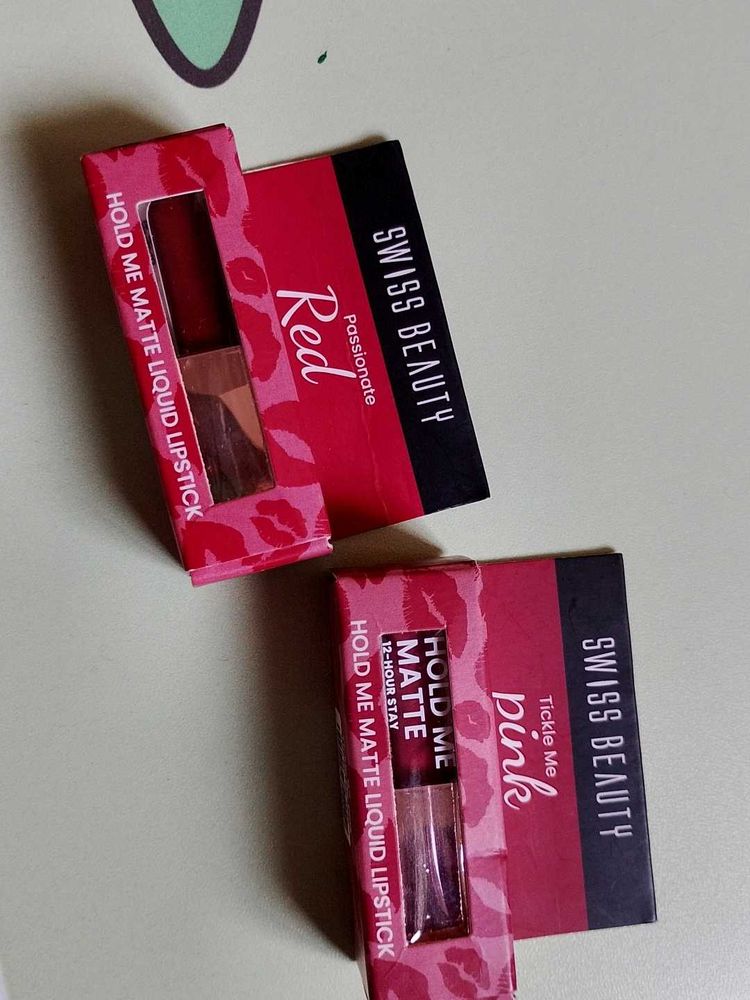 SWISS BEAUTY
Passionate
Red
HOLD ME MATTE LIQUID LIPSTICK
SWISS BEAUTY
Tickle Me
pink
HOLD ME
MATTE
12-HOUR STAY
HOLD ME MATTE LIQUID LIPSTICK